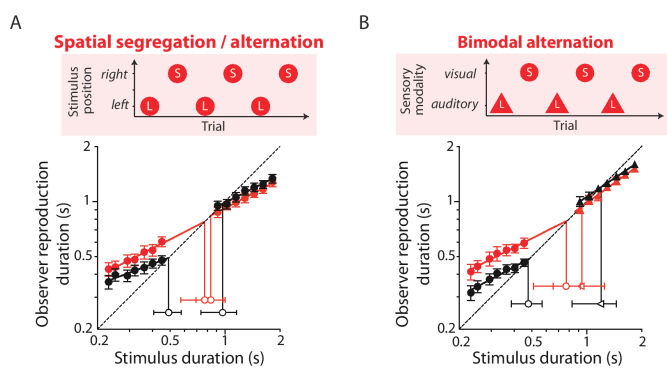 A
Spatial segregation / alternation
Stimulus
position
right
left
S S S
L L L
Trial
Observer reproduction
duration (s)
2
1
0.5
0.2
0.2 0.5 1 2
Stimulus duration (s)
B
Bimodal alternation
Sensory
modality
visual
auditory
S S S
L L L
Trial
Observer reproduction
duration (s)
2
1
0.5
0.2
0.2 0.5 1 2
Stimulus duration (s)